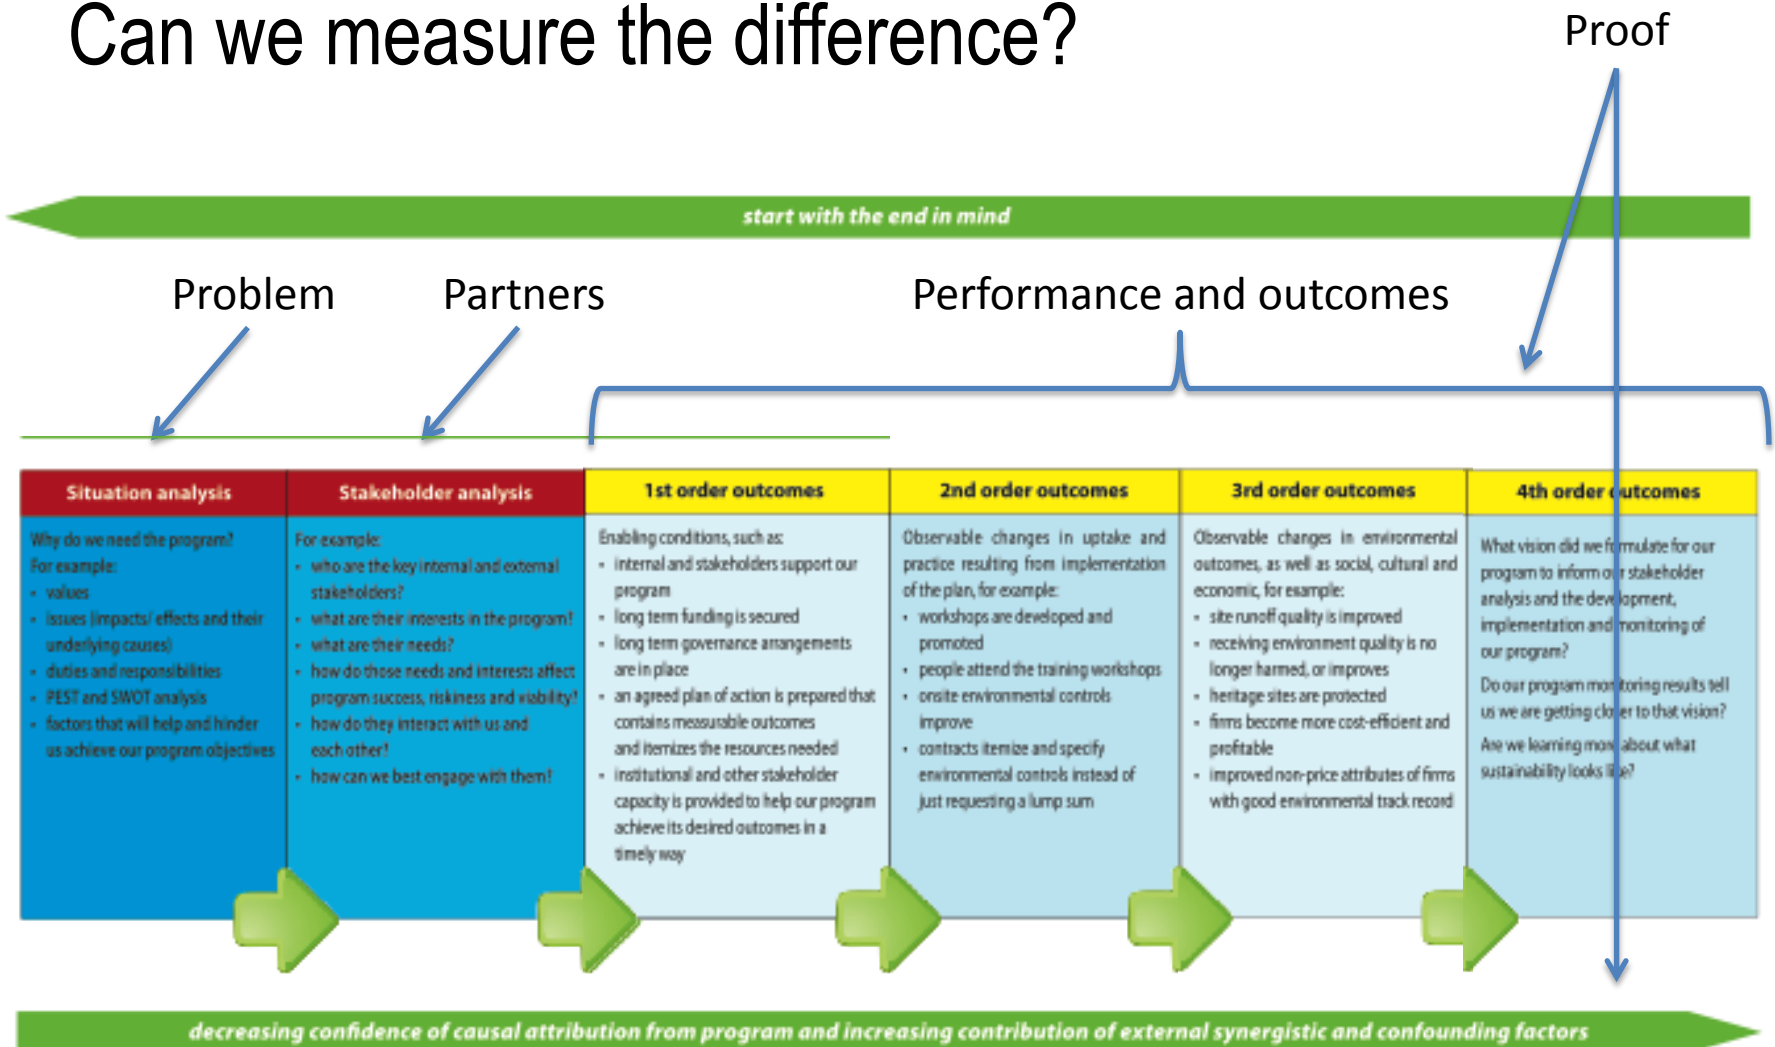 Can we measure the difference?
Proof
start with the end in mind
Problem
Partners
Performance and outcomes
Situation analysis
Why do we need the program?
For example:
• values
• issues (impacts/ effects and their
underlying causes)
• duties and responsibilities
• PEST and SWOT analysis
• factors that will help and hinder
us achieve our program objectives
Stakeholder analysis
For example:
• who are the key internal and external
stakeholders?
• what are their interests in the program?
• what are their needs?
• how do those needs and interests affect
program success, riskiness and viability?
• how do they interact with us and
each other?
• how can we best engage with them?
1st order outcomes
Enabling conditions, such as:
• internal and stakeholders support our
program
• long term funding is secured
• long term governance arrangements
are in place
• an agreed plan of action is prepared that
contains measurable outcomes
and itemizes the resources needed
• institutional and other stakeholder
capacity is provided to help our program
achieve its desired outcomes in a
timely way
2nd order outcomes
Observable changes in uptake and
practice resulting from implementation
of the plan, for example:
• workshops are developed and
promoted
• people attend the training workshops
• onsite environmental controls
improve
• contracts itemize and specify
environmental controls instead of
just requesting a lump sum
3rd order outcomes
Observable changes in environmental
outcomes, as well as social, cultural and
economic, for example:
• site runoff quality is improved
• receiving environment quality is no
longer harmed, or improves
• heritage sites are protected
• firms become more cost-efficient and
profitable
• improved non-price attributes of firms
with good environmental track record
4th order outcomes
What vision did we formulate for our
program to inform our stakeholder
analysis and the development,
implementation and monitoring of
our program?
Do our program monitoring results tell
us we are getting closer to that vision?
Are we learning more about what
sustainability looks like?
decreasing confidence of causal attribution from program and increasing contribution of external synergistic and confounding factors